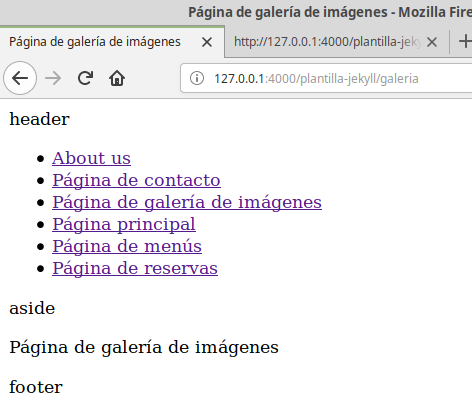 Página de galería de imágenes - Mozilla Fire
Página de galería de imágenes
http://127.0.0.1:4000/plantilla-jeky
127.0.0.1:4000/plantilla-jekyll/galeria
header
About us
Página de contacto
Página de galería de imágenes
Página principal
Página de menús
Página de reservas
aside
Página de galería de imágenes
footer